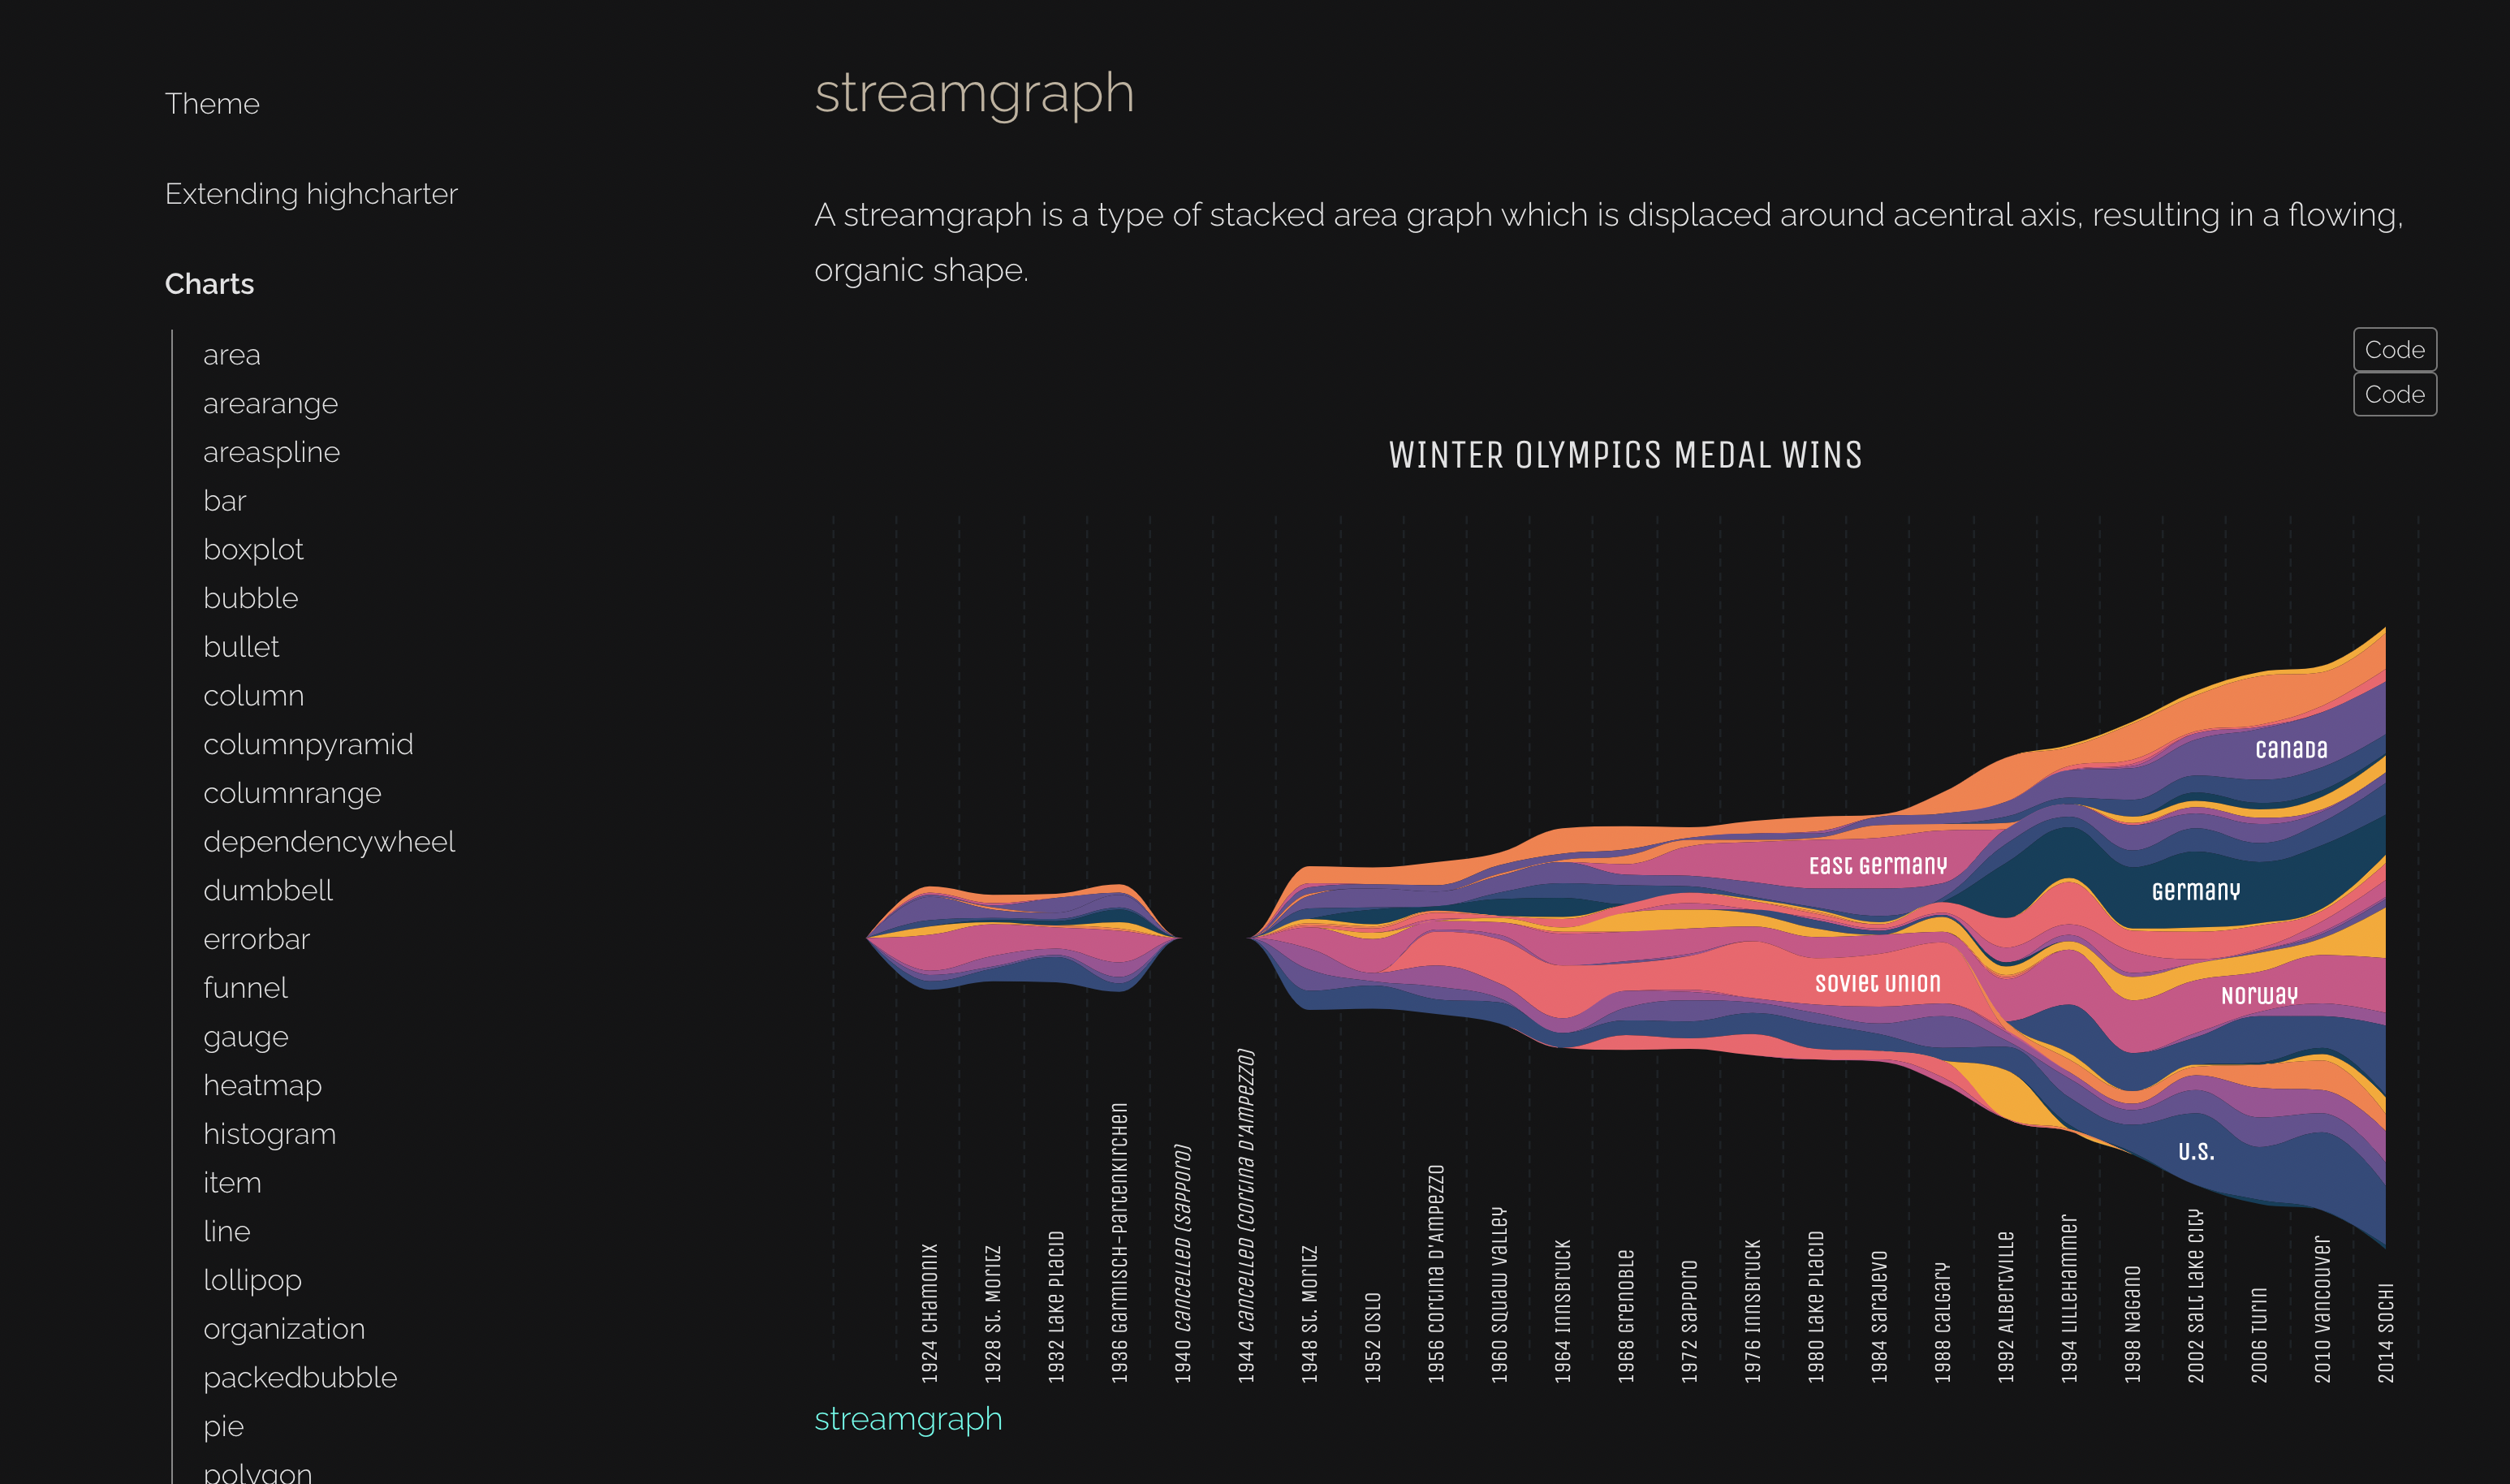 Theme
Extending highcharter
Charts
area
arearange
areaspline
bar
boxplot
bubble
bullet
column
columnpyramid
columnrange
dependencywheel
dumbbell
errorbar
funnel
gauge
heatmap
histogram
item
line
lollipop
organization
packedbubble
pie
polygon
streamgraph
A streamgraph is a type of stacked area graph which is displaced around acentral axis, resulting in a flowing,
organic shape.
Code
Code
WINTER OLYMPICS MEDAL WINS
Canada
East Germany
Germany
Soviet Union
Norway
U.S.
1924 Chamonix
1928 St. Moritz
1932 Lake Placid
1936 Garmisch-Partenkirchen
1940 Cancelled (Sapporo)
1944 Cancelled (Cortina d'Ampezzo)
1948 St. Moritz
1952 Oslo
1956 Cortina d'Ampezzo
1960 Squaw Valley
1964 Innsbruck
1968 Grenoble
1972 Sapporo
1976 Innsbruck
1980 Lake Placid
1984 Sarajevo
1988 Calgary
1992 Albertville
1994 Lillehammer
1998 Nagano
2002 Salt Lake City
2006 Turin
2010 Vancouver
2014 Sochi
streamgraph